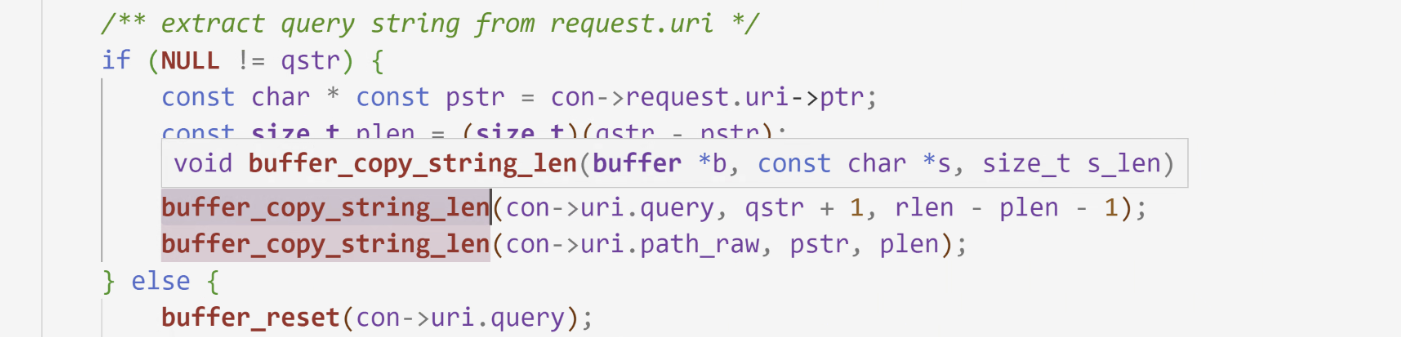 /** extract query string from request.uri */
if (NULL != qstr) {
const char * const pstr = con->request.uri->ptr;
const size_t plen = (size_t)(qstr - pstr);
void buffer_copy_string_len(buffer *b, const char *s, size_t s_len)
buffer_copy_string_len(con->uri.query, qstr + 1, rlen - plen - 1);
buffer_copy_string_len(con->uri.path_raw, pstr, plen);
} else {
buffer_reset(con->uri.query);